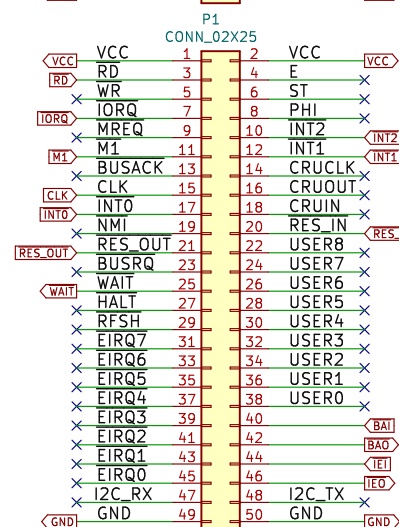 P1
CONN_02X25
VCC VCC 1 2 VCC VCC
RD RD 3 4 E
WR 5 6 ST
IORQ IORQ 7 8 PHI
MREQ 9 10 INT2 INT2
M1 M1 11 12 INT1 INT1
BUSACK 13 14 CRUCLK
CLK CLK 15 16 CRUOUT
INT0 INT0 17 18 CRUIN
NMI 19 20 RES_IN RES_
RES_OUT RES_OUT 21 22 USER8
BUSRQ 23 24 USER7
WAIT WAIT 25 26 USER6
HALT 27 28 USER5
RFSH 29 30 USER4
EIRQ7 31 32 USER3
EIRQ6 33 34 USER2
EIRQ5 35 36 USER1
EIRQ4 37 38 USER0
EIRQ3 39 40 BAI
EIRQ2 41 42 BAO
EIRQ1 43 44 IEI
EIRQ0 45 46 IEO
I2C_RX 47 48 I2C_TX
GND GND 49 50 GND GND